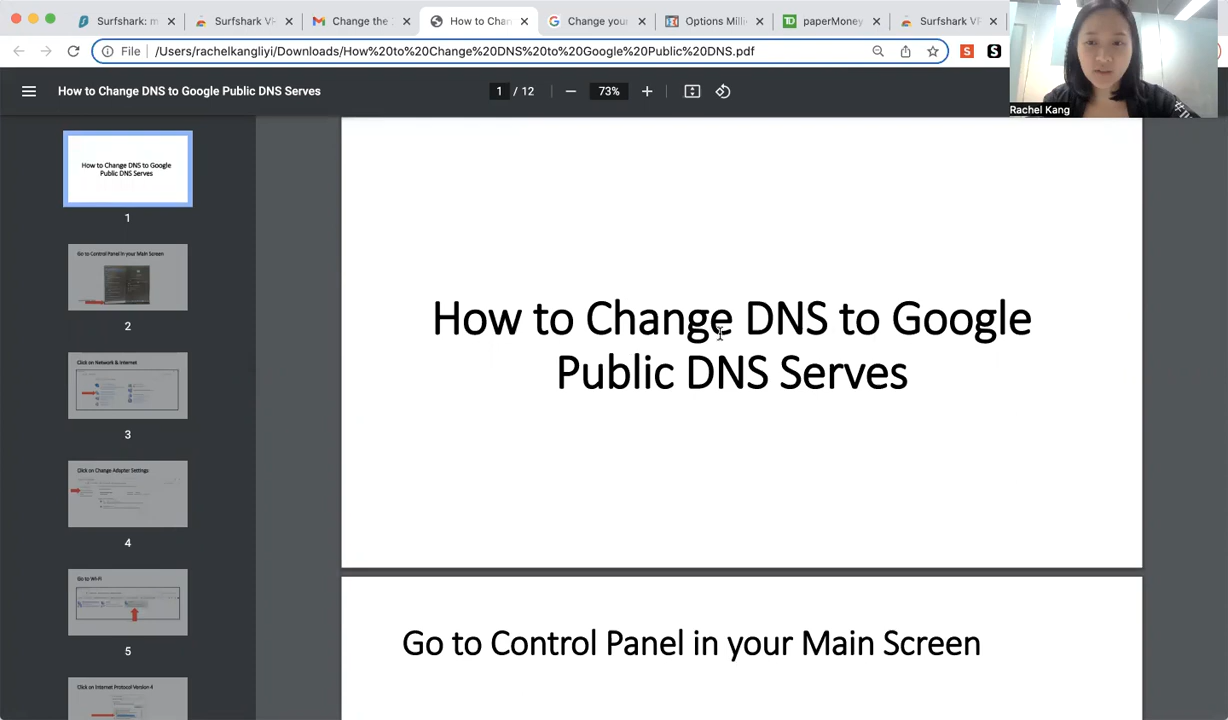 Surfshark: m
Surfshark VP
Change the
How to Chan
Change your
Options Milli
paperMoney
Surfshark VP
File
/Users/rachelkangliyi/Downloads/How%20to%20Change%20DNS%20to%20Google%20Public%20DNS.pdf
Rachel Kang
How to Change DNS to Google Public DNS Serves
1 / 12
73%
How to Change DNS to Google
Public DNS Serves
1
Go to Control Panel in your Main Screen
2
Click on Network & Internet
3
Click on Change Adapter Settings
4
Go to Wi-Fi
5
Click on Internet Protocol Version 4
How to Change DNS to Google
Public DNS Serves
Go to Control Panel in your Main Screen